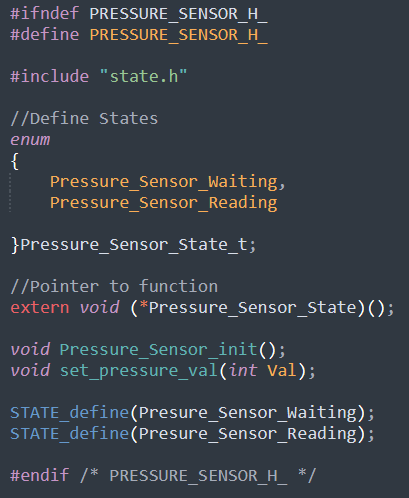 #ifndef PRESSURE_SENSOR_H_
#define PRESSURE_SENSOR_H_
#include "state.h"
//Define States
enum
{
Pressure_Sensor_Waiting,
Pressure_Sensor_Reading
}Pressure_Sensor_State_t;
//Pointer to function
extern void (*Pressure_Sensor_State)();
void Pressure_Sensor_init();
void set_pressure_val(int Val);
STATE_define(Presure_Sensor_Waiting);
STATE_define(Presure_Sensor_Reading);
#endif /* PRESSURE_SENSOR_H_ */